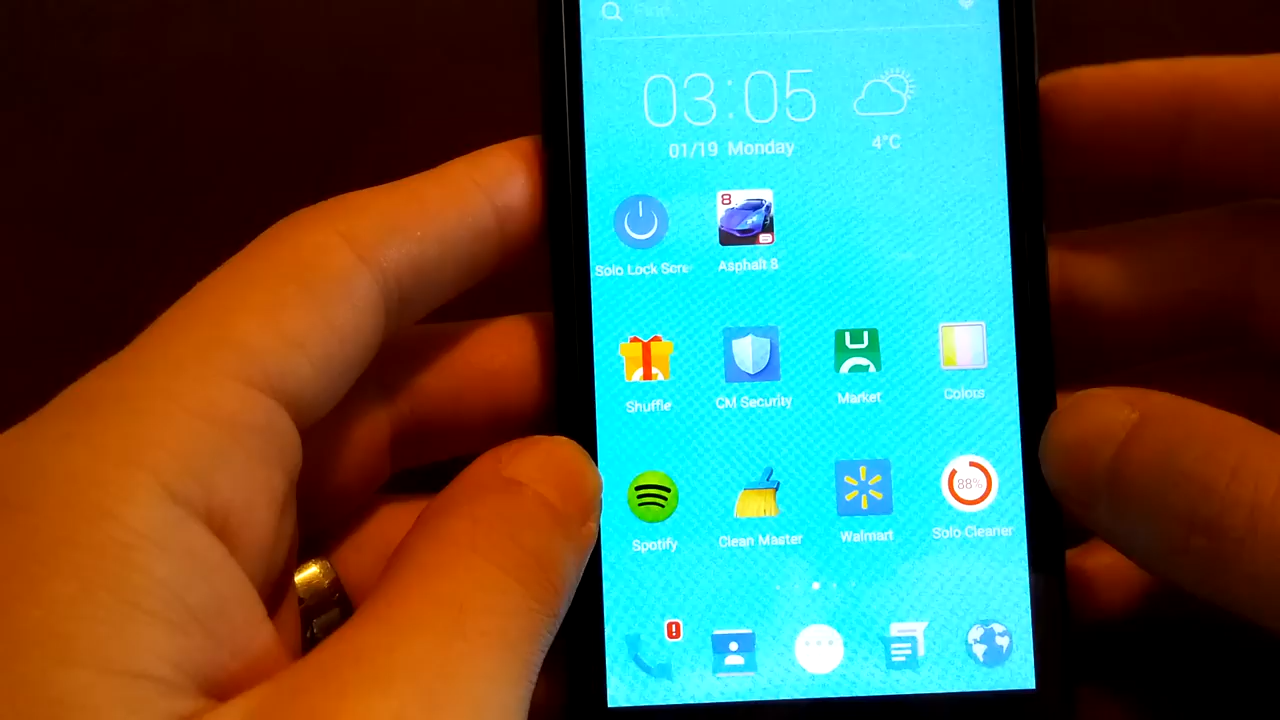 03:05
01/19 Monday
4°C
8
Solo Lock Scre
Asphalt 8
Shuffle
CM Security
Market
Colors
88%
Spotify
Clean Master
Walmart
Solo Cleaner
!